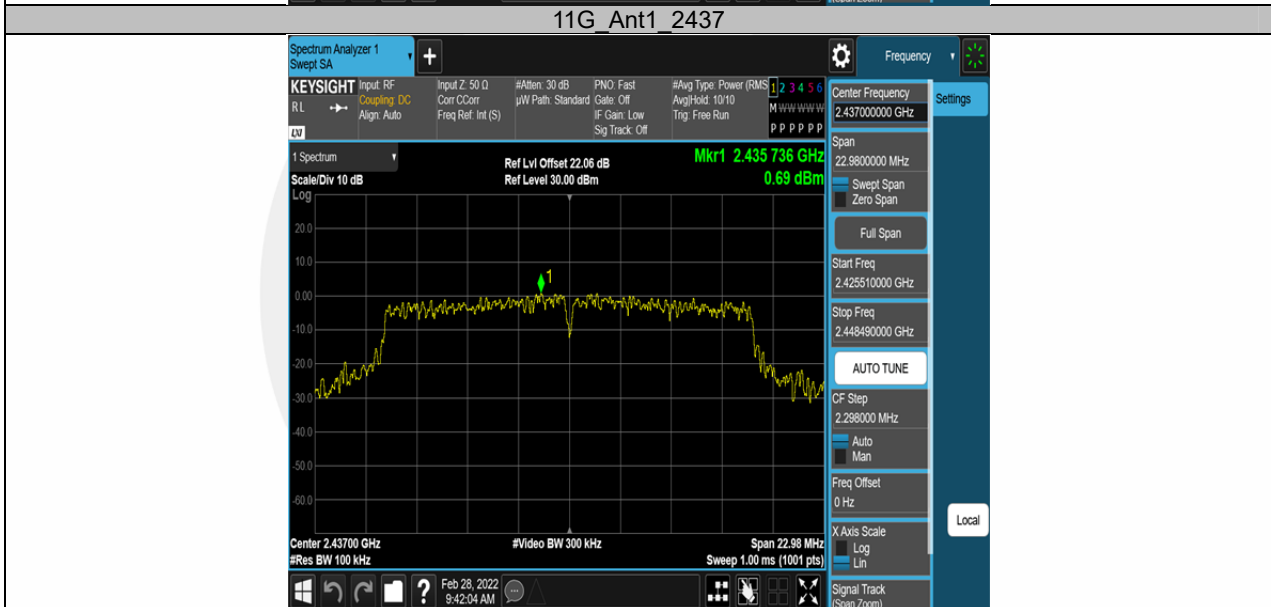 (Span Zoom)
11G_Ant1_2437
Spectrum Analyzer 1
Swept SA
Frequency
KEYSIGHT
RL
LXI
Input: RF
Coupling: DC
Align: Auto
Input Z: 50 Ω
Corr CCorr
Freq Ref: Int (S)
#Atten: 30 dB
µW Path: Standard
PNO: Fast
Gate: Off
IF Gain: Low
Sig Track: Off
#Avg Type: Power (RMS
Avg|Hold: 10/10
Trig: Free Run
1 2 3 4 5 6
M W W W W W
P P P P P P
1 Spectrum
Scale/Div 10 dB
Log
Ref Lvl Offset 22.06 dB
Ref Level 30.00 dBm
Mkr1 2.435 736 GHz
0.69 dBm
20.0
10.0
0.00
-10.0
-20.0
-30.0
-40.0
-50.0
-60.0
1
Center 2.43700 GHz
#Res BW 100 kHz
#Video BW 300 kHz
Span 22.98 MHz
Sweep 1.00 ms (1001 pts)
Center Frequency
2.437000000 GHz
Settings
Span
22.9800000 MHz
Swept Span
Zero Span
Full Span
Start Freq
2.425510000 GHz
Stop Freq
2.448490000 GHz
AUTO TUNE
CF Step
2.298000 MHz
Auto
Man
Freq Offset
0 Hz
X Axis Scale
Log
Lin
Local
Signal Track
(Span Zoom)
?
Feb 28, 2022
9:42:04 AM